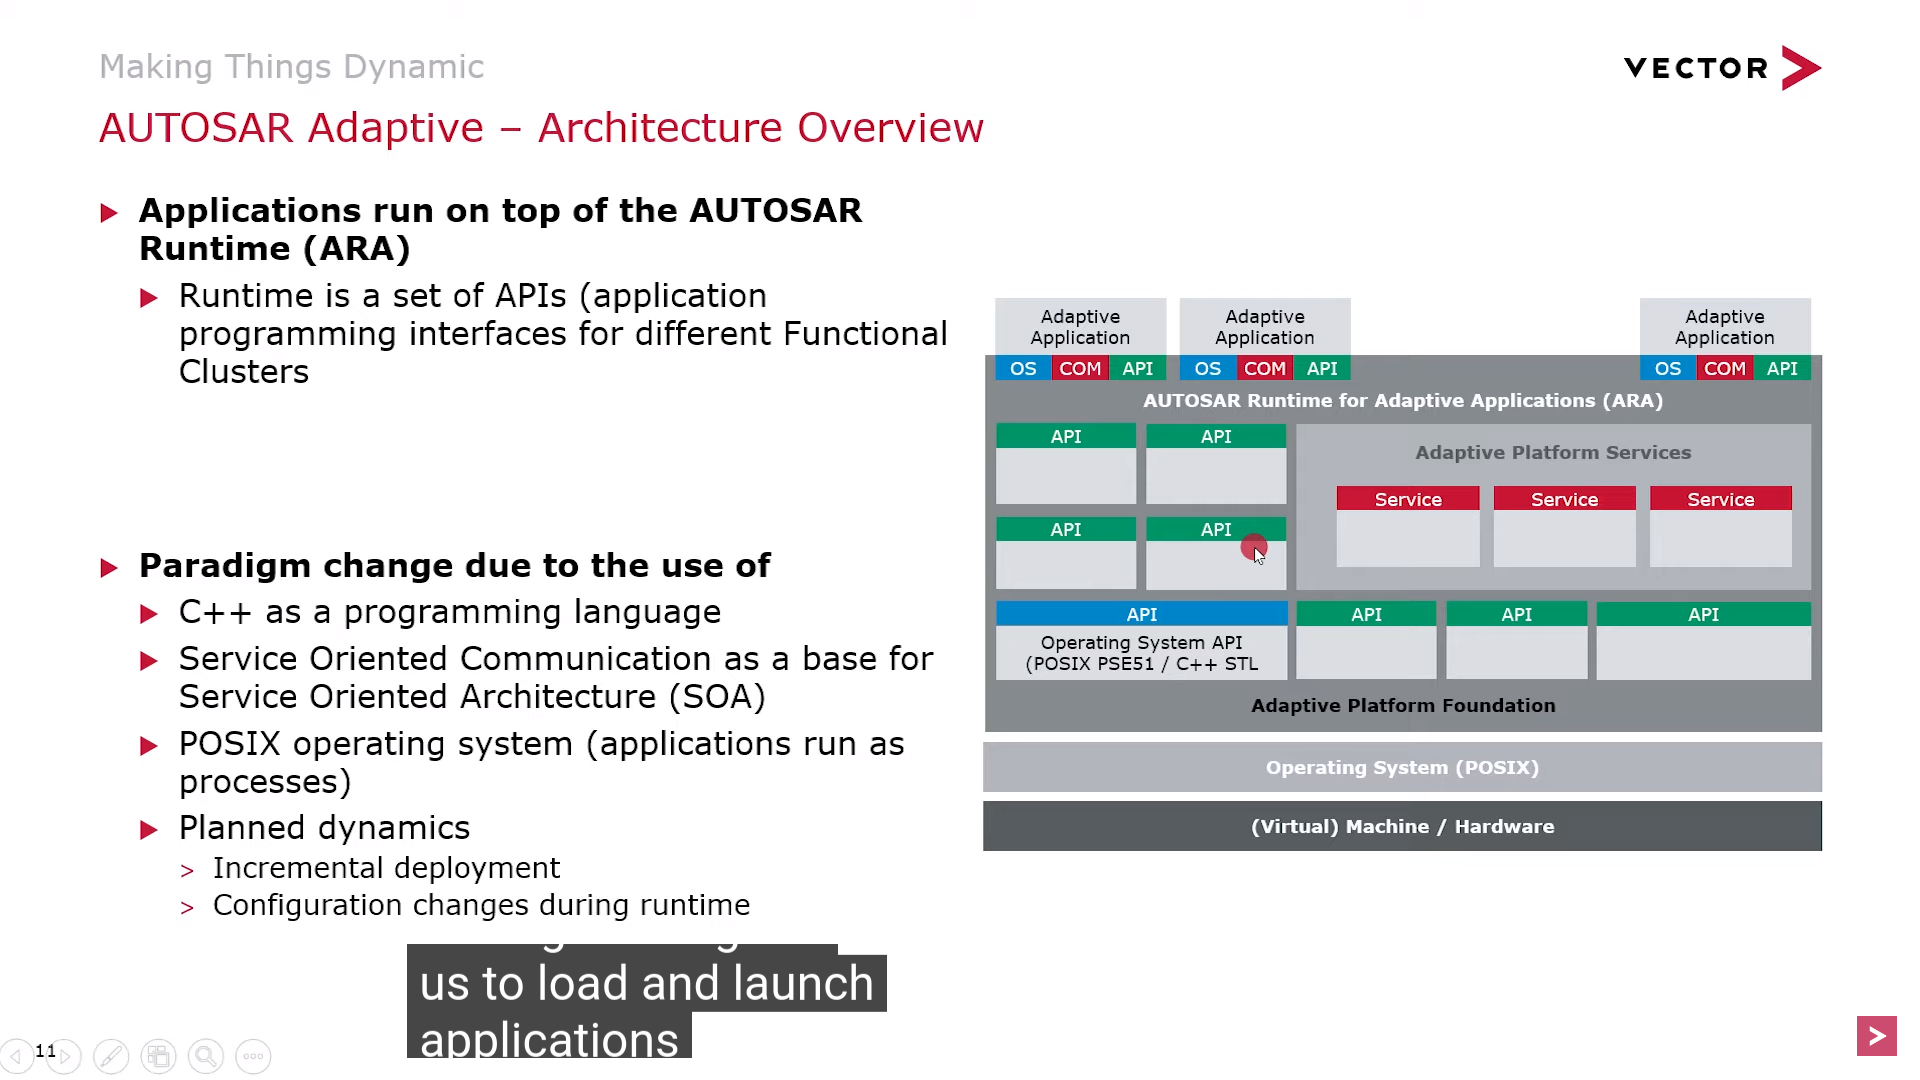 Making Things Dynamic
VECTOR
AUTOSAR Adaptive – Architecture Overview
Applications run on top of the AUTOSAR
Runtime (ARA)
Runtime is a set of APIs (application
programming interfaces for different Functional
Clusters
Paradigm change due to the use of
C++ as a programming language
Service Oriented Communication as a base for
Service Oriented Architecture (SOA)
POSIX operating system (applications run as
processes)
Planned dynamics
> Incremental deployment
> Configuration changes during runtime
Adaptive
Application
OS COM API
Adaptive
Application
OS COM API
Adaptive
Application
OS COM API
AUTOSAR Runtime for Adaptive Applications (ARA)
API API
Adaptive Platform Services
Service Service Service
API API
API
Operating System API
(POSIX PSE51 / C++ STL
API API API
Adaptive Platform Foundation
Operating System (POSIX)
(Virtual) Machine / Hardware
us to load and launch
applications
11